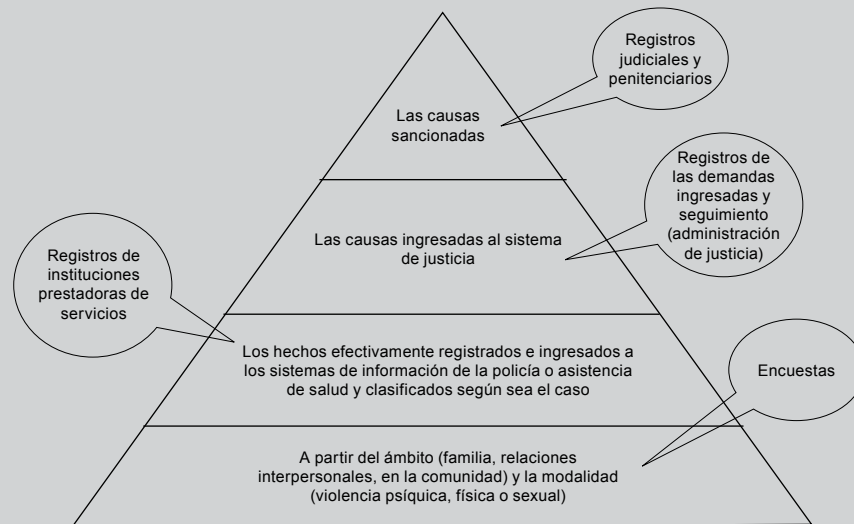 Registros
judiciales y
penitenciarios
Las causas
sancionadas
Registros de
las demandas
ingresadas y
seguimiento
(administración
de justicia)
Las causas ingresadas al sistema
de justicia
Registros de
instituciones
prestadoras de
servicios
Los hechos efectivamente registrados e ingresados a
los sistemas de información de la policía o asistencia
de salud y clasificados según sea el caso
Encuestas
A partir del ámbito (familia, relaciones
interpersonales, en la comunidad) y la modalidad
(violencia psíquica, física o sexual)